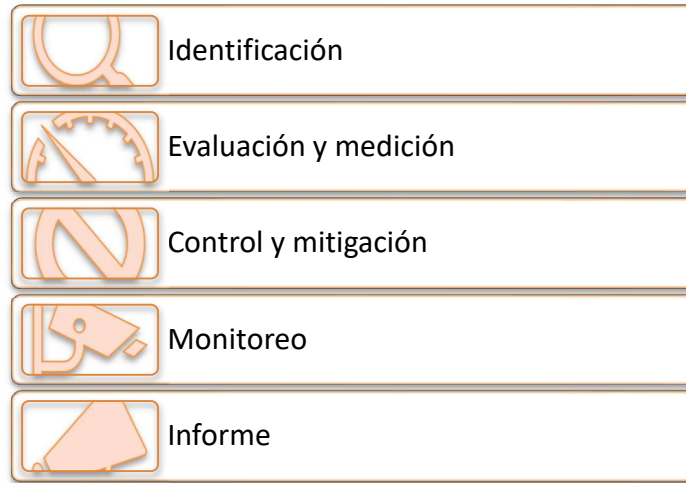 Identificación
Evaluación y medición
Control y mitigación
Monitoreo
Informe